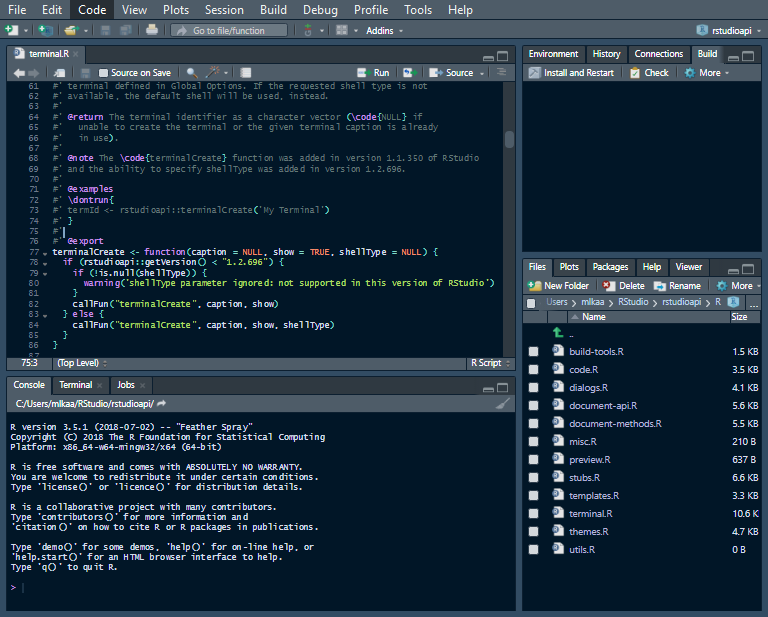 File Edit Code View Plots Session Build Debug Profile Tools Help
Go to file/function Addins rstudioapi
terminal.R
Source on Save Run Source
61 #' terminal defined in Global Options. If the requested shell type is not
62 #' available, the default shell will be used, instead.
63 #'
64 #' @return The terminal identifier as a character vector (\code{NULL} if
65 #'   unable to create the terminal or the given terminal caption is already
66 #'   in use).
67 #'
68 #' @note The \code{terminalCreate} function was added in version 1.1.350 of RStudio
69 #' and the ability to specify shellType was added in version 1.2.696.
70 #'
71 #' @examples
72 #' \dontrun{
73 #' termId <- rstudioapi::terminalCreate('My Terminal')
74 #' }
75 #'
76 #' @export
77 terminalCreate <- function(caption = NULL, show = TRUE, shellType = NULL) {
78   if (rstudioapi::getVersion() < "1.2.696") {
79     if (!is.null(shellType)) {
80       warning("shellType parameter ignored: not supported in this version of RStudio")
81     }
82     callFun("terminalCreate", caption, show)
83   } else {
84     callFun("terminalCreate", caption, show, shellType)
85   }
86 }
87
75:3 (Top Level) R Script
Console Terminal Jobs
C:/Users/mlkaa/RStudio/rstudioapi/
R version 3.5.1 (2018-07-02) -- "Feather Spray"
Copyright (C) 2018 The R Foundation for Statistical Computing
Platform: x86_64-w64-mingw32/x64 (64-bit)
R is free software and comes with ABSOLUTELY NO WARRANTY.
You are welcome to redistribute it under certain conditions.
Type 'license()' or 'licence()' for distribution details.
R is a collaborative project with many contributors.
Type 'contributors()' for more information and
'citation()' on how to cite R or R packages in publications.
Type 'demo()' for some demos, 'help()' for on-line help, or
'help.start()' for an HTML browser interface to help.
Type 'q()' to quit R.
>
Environment History Connections Build
Install and Restart Check More
Files Plots Packages Help Viewer
New Folder Delete Rename More
Users mlkaa RStudio rstudioapi R ...
Name Size
..
build-tools.R 1.5 KB
code.R 3.5 KB
dialogs.R 4.1 KB
document-api.R 5.6 KB
document-methods.R 5.5 KB
misc.R 210 B
preview.R 637 B
stubs.R 6.6 KB
templates.R 3.3 KB
terminal.R 10.6 K
themes.R 4.7 KB
utils.R 0 B